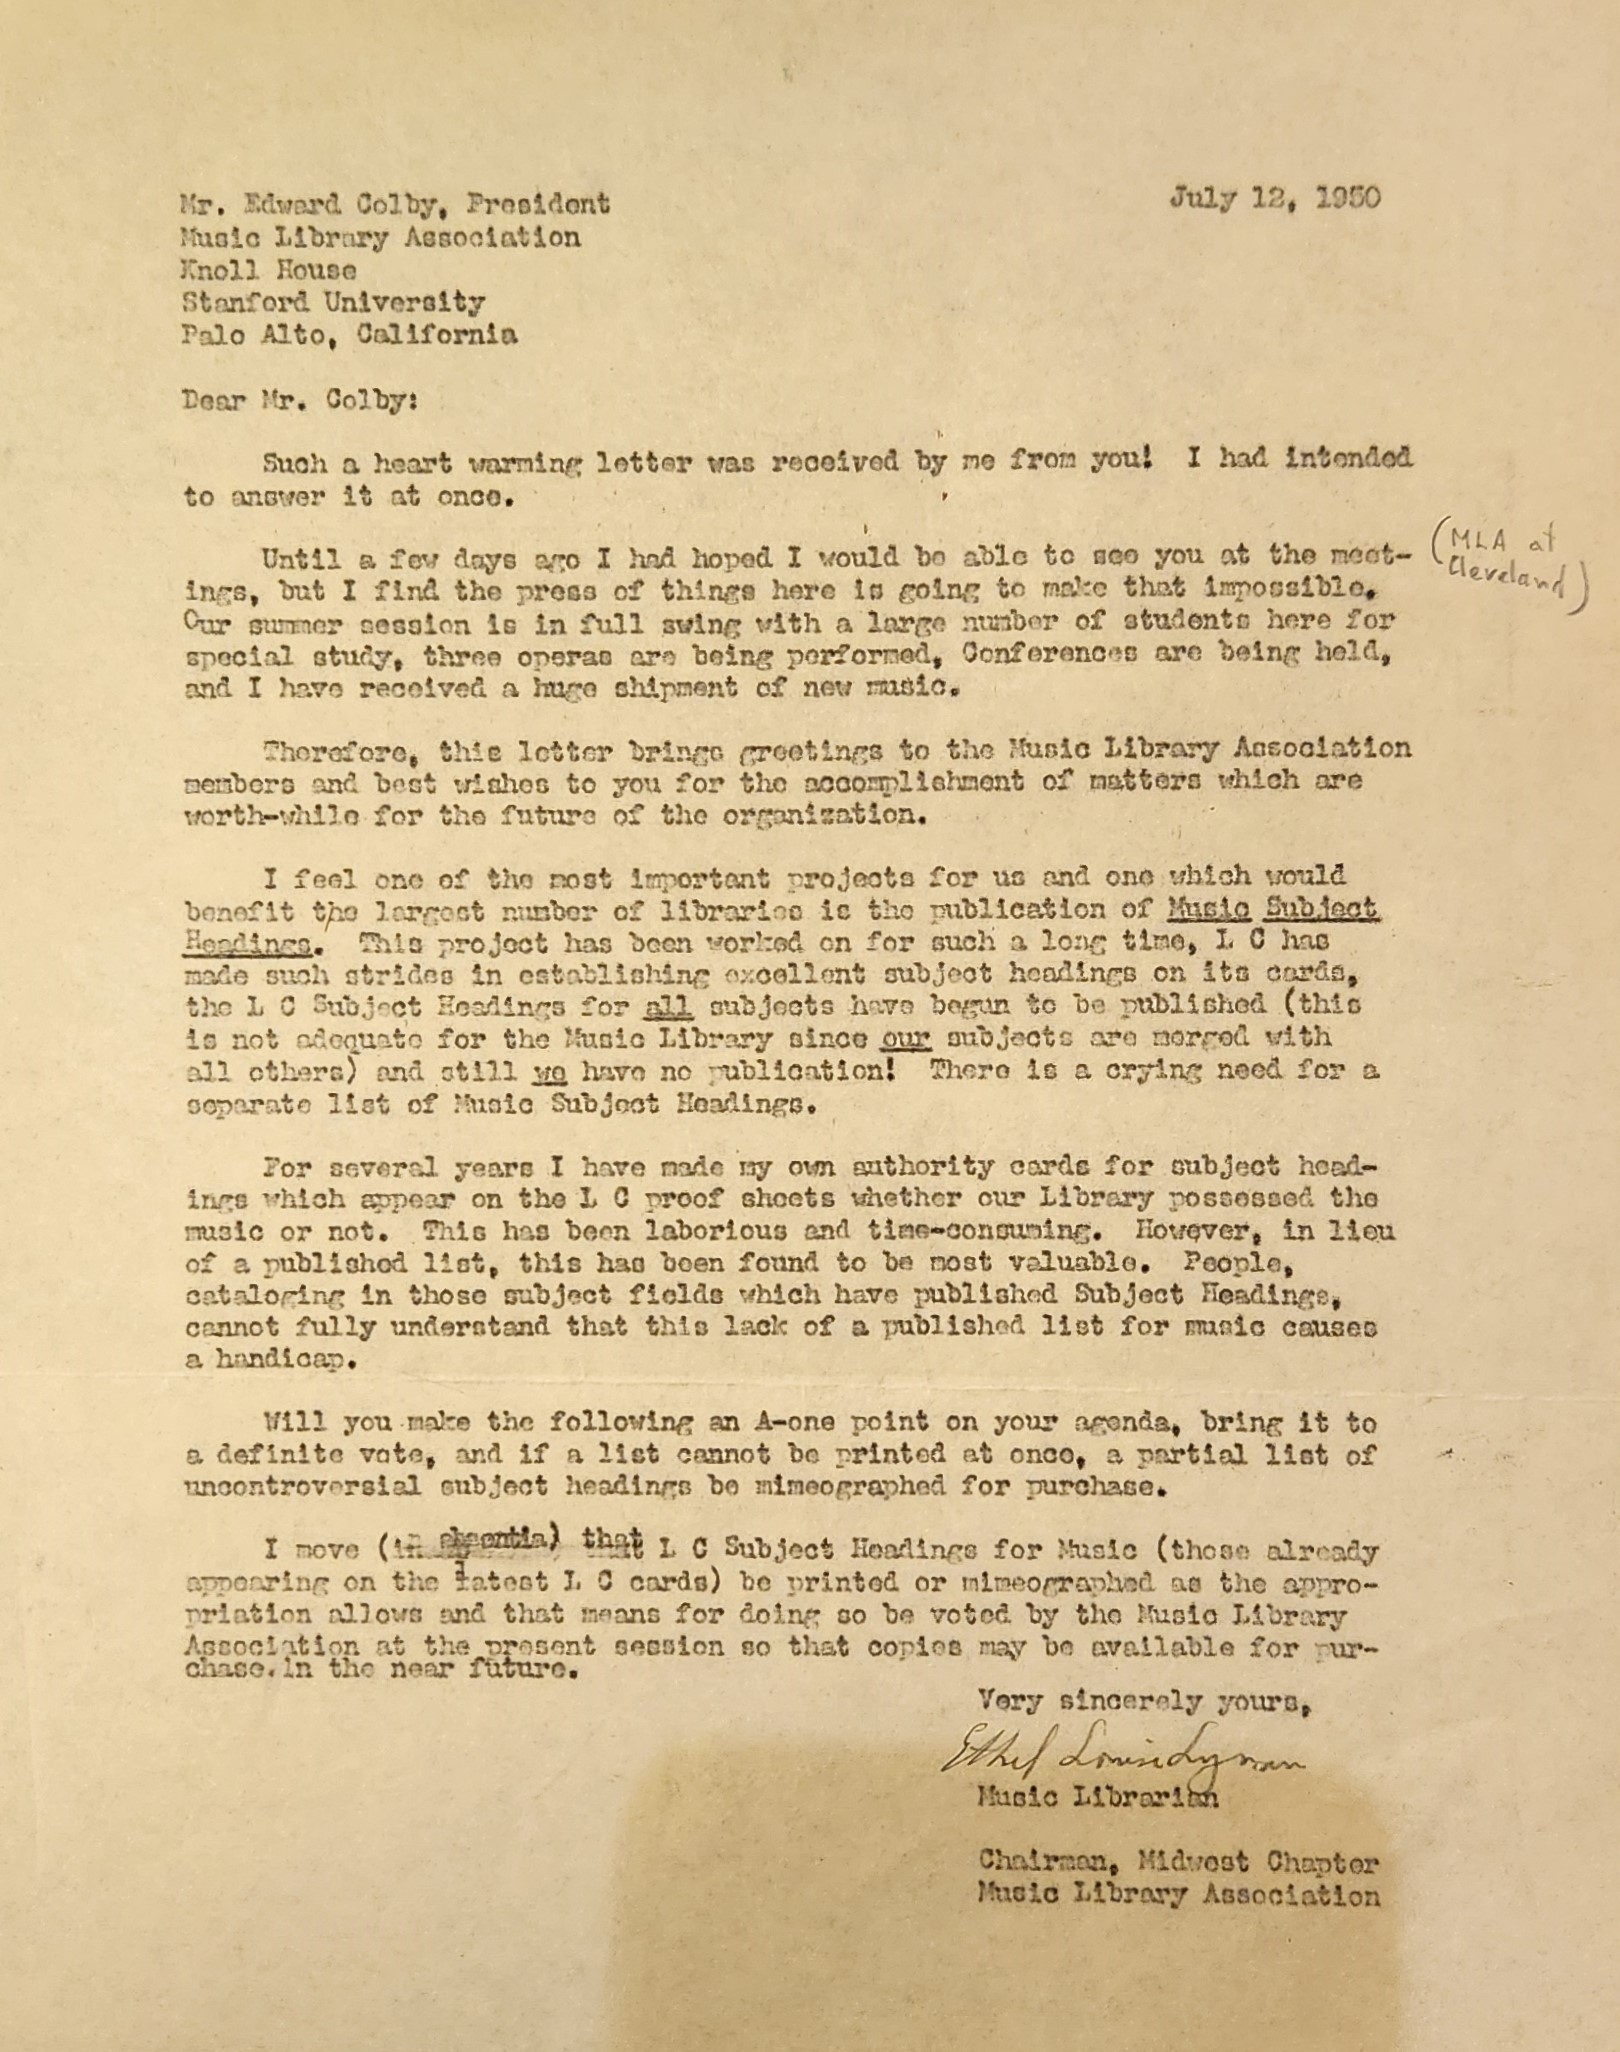 July 12, 1950
Mr. Edward Colby, President
Music Library Association
Knoll House
Stanford University
Palo Alto, California
Dear Mr. Colby:
Such a heart warming letter was received by me from you! I had intended
to answer it at once.
Until a few days ago I had hoped I would be able to see you at the meet-
(MLA at
Cleveland)
ings, but I find the press of things here is going to make that impossible.
Our summer session is in full swing with a large number of students here for
special study, three operas are being performed, Conferences are being held,
and I have received a huge shipment of new music.
Therefore, this letter brings greetings to the Music Library Association
members and best wishes to you for the accomplishment of matters which are
worth-while for the future of the organization.
I feel one of the most important projects for us and one which would
benefit the largest number of libraries is the publication of Music Subject
Headings. This project has been worked on for such a long time, L C has
made such strides in establishing excellent subject headings on its cards,
the L C Subject Headings for all subjects have begun to be published (this
is not adequate for the Music Library since our subjects are merged with
all others) and still we have no publication! There is a crying need for a
separate list of Music Subject Headings.
For several years I have made my own authority cards for subject head-
ings which appear on the L C proof sheets whether our Library possessed the
music or not. This has been laborious and time-consuming. However, in lieu
of a published list, this has been found to be most valuable. People,
cataloging in those subject fields which have published Subject Headings,
cannot fully understand that this lack of a published list for music causes
a handicap.
Will you make the following an A-one point on your agenda, bring it to
a definite vote, and if a list cannot be printed at once, a partial list of
uncontroversial subject headings be mimeographed for purchase.
I move (in absentia) that L C Subject Headings for Music (those already
appearing on the latest L C cards) be printed or mimeographed as the appro-
priation allows and that means for doing so be voted by the Music Library
Association at the present session so that copies may be available for pur-
chase.in the near future.
Very sincerely yours,
Ethel Louise Lyman
Music Librarian
Chairman, Midwest Chapter
Music Library Association